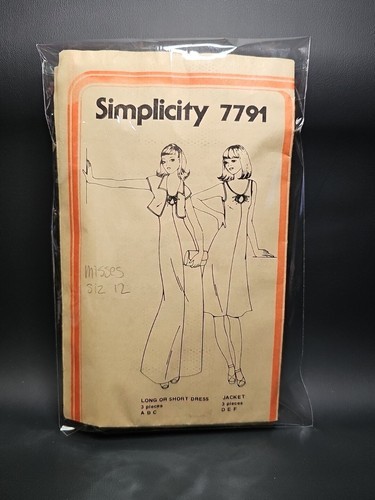 Simplicity 7791
misses
SIZ 12
LONG OR SHORT DRESS
3 pieces
A B C
JACKET
3 pieces
D E F